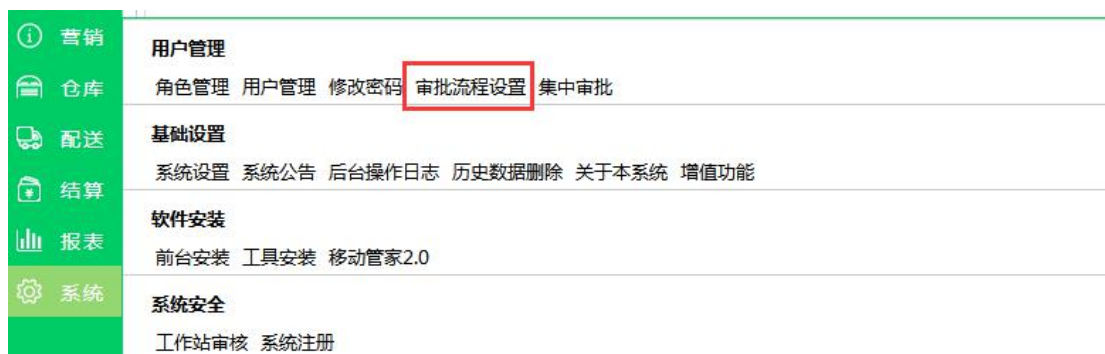 营销
仓库
配送
结算
报表
系统
用户管理
角色管理 用户管理 修改密码 审批流程设置 集中审批
基础设置
系统设置 系统公告 后台操作日志 历史数据删除 关于本系统 增值功能
软件安装
前台安装 工具安装 移动管家2.0
系统安全
工作站审核 系统注册